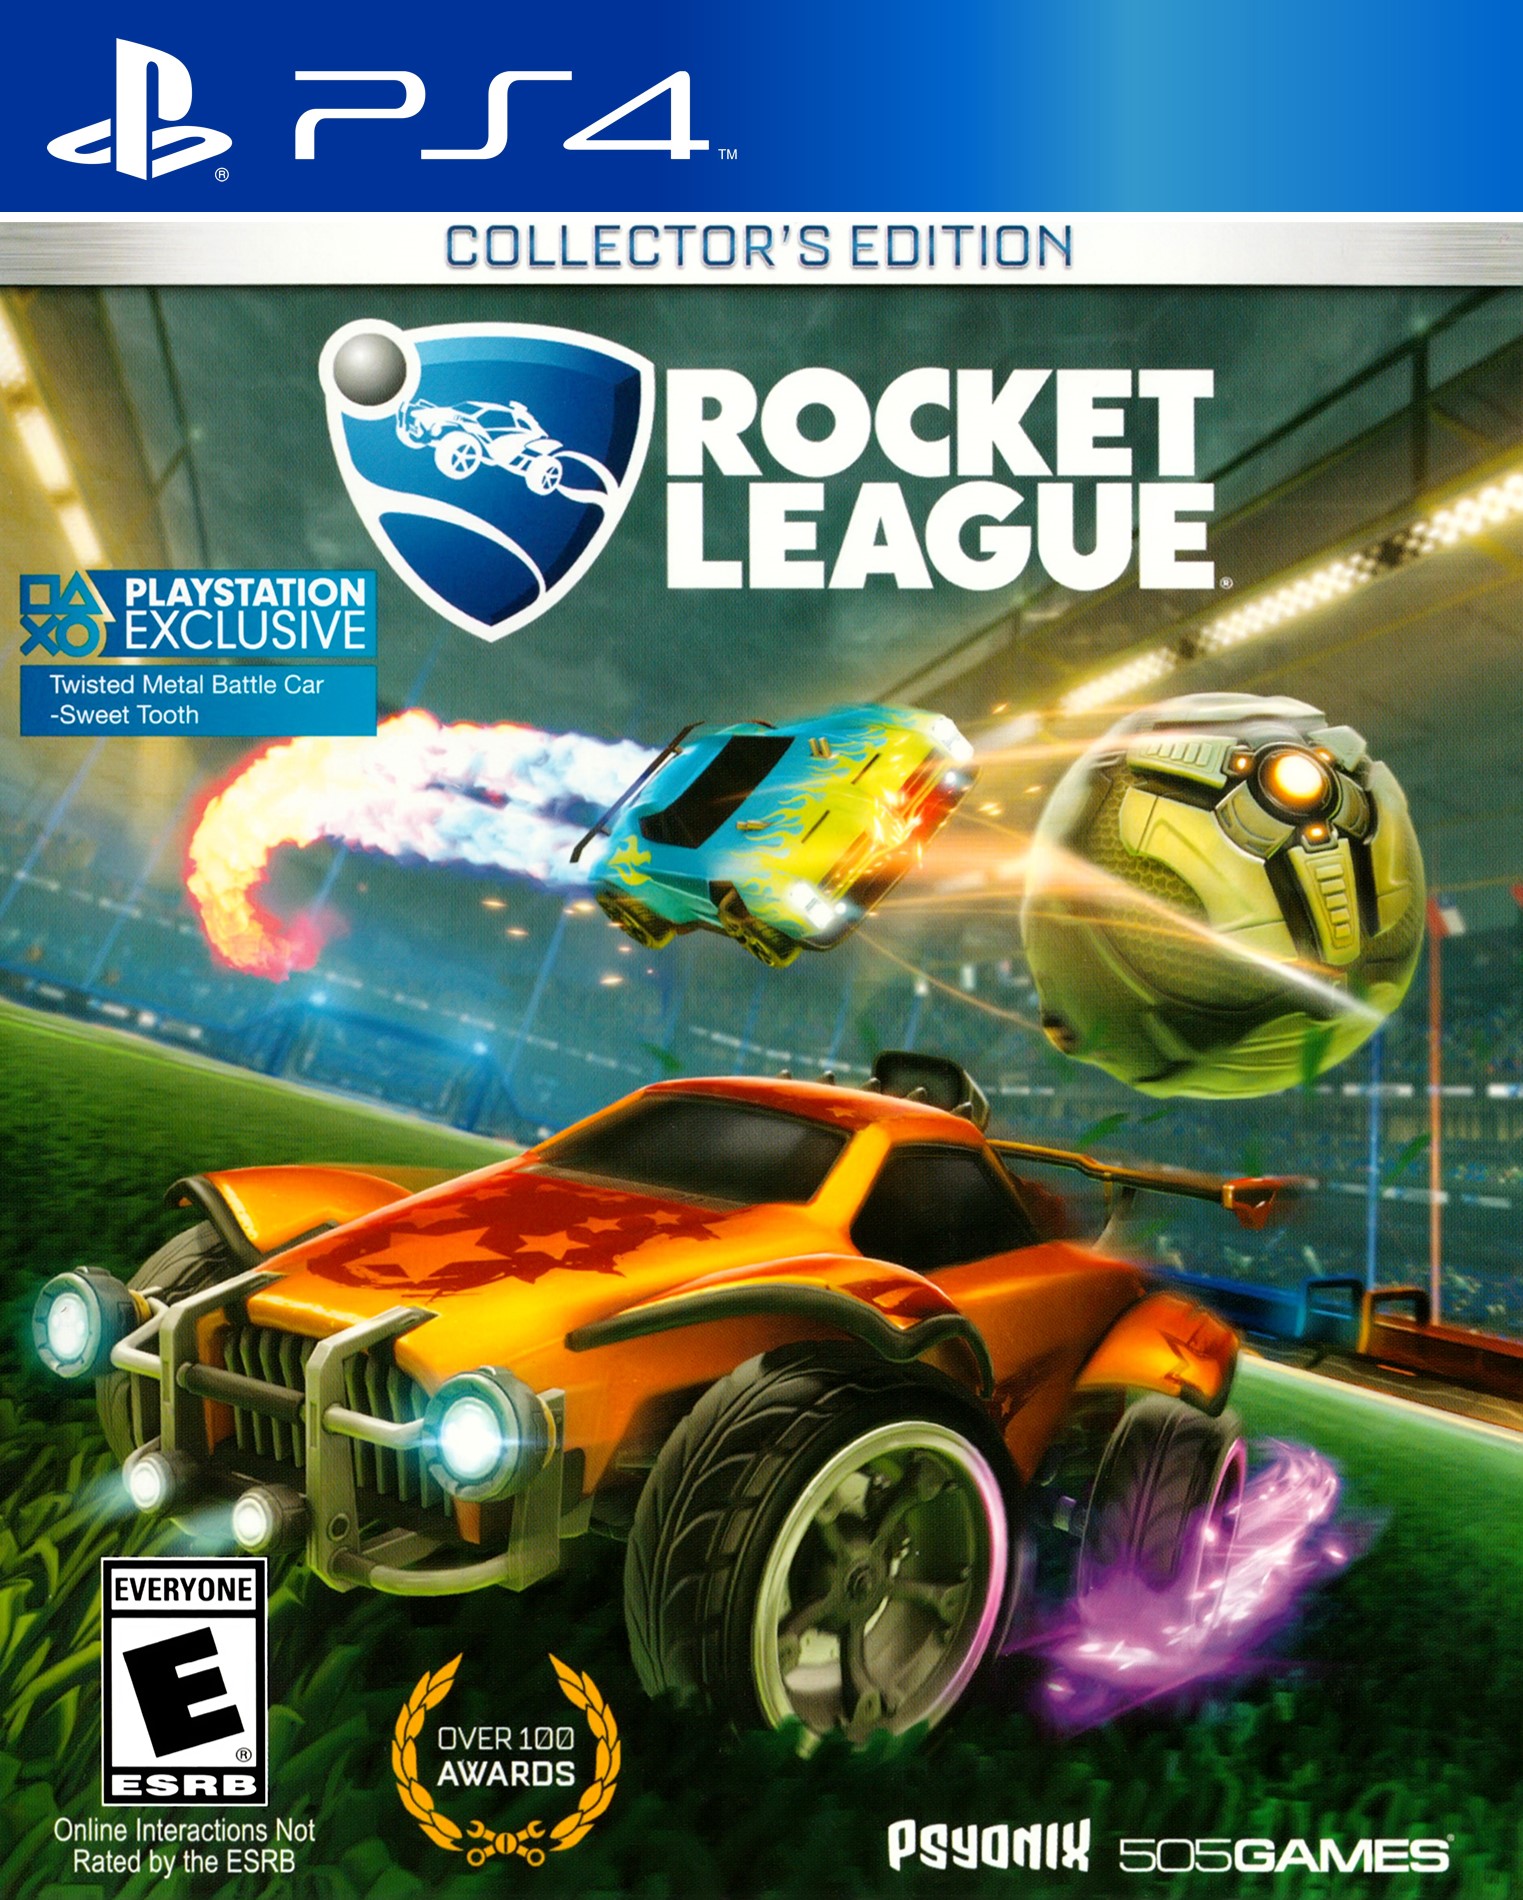 PS4 ™
®
COLLECTOR'S EDITION
ROCKET
LEAGUE®
PLAYSTATION
EXCLUSIVE
Twisted Metal Battle Car
-Sweet Tooth
EVERYONE
E ®
ESRB
Online Interactions Not
Rated by the ESRB
OVER 100
AWARDS
PSYONIX 505GAMES®